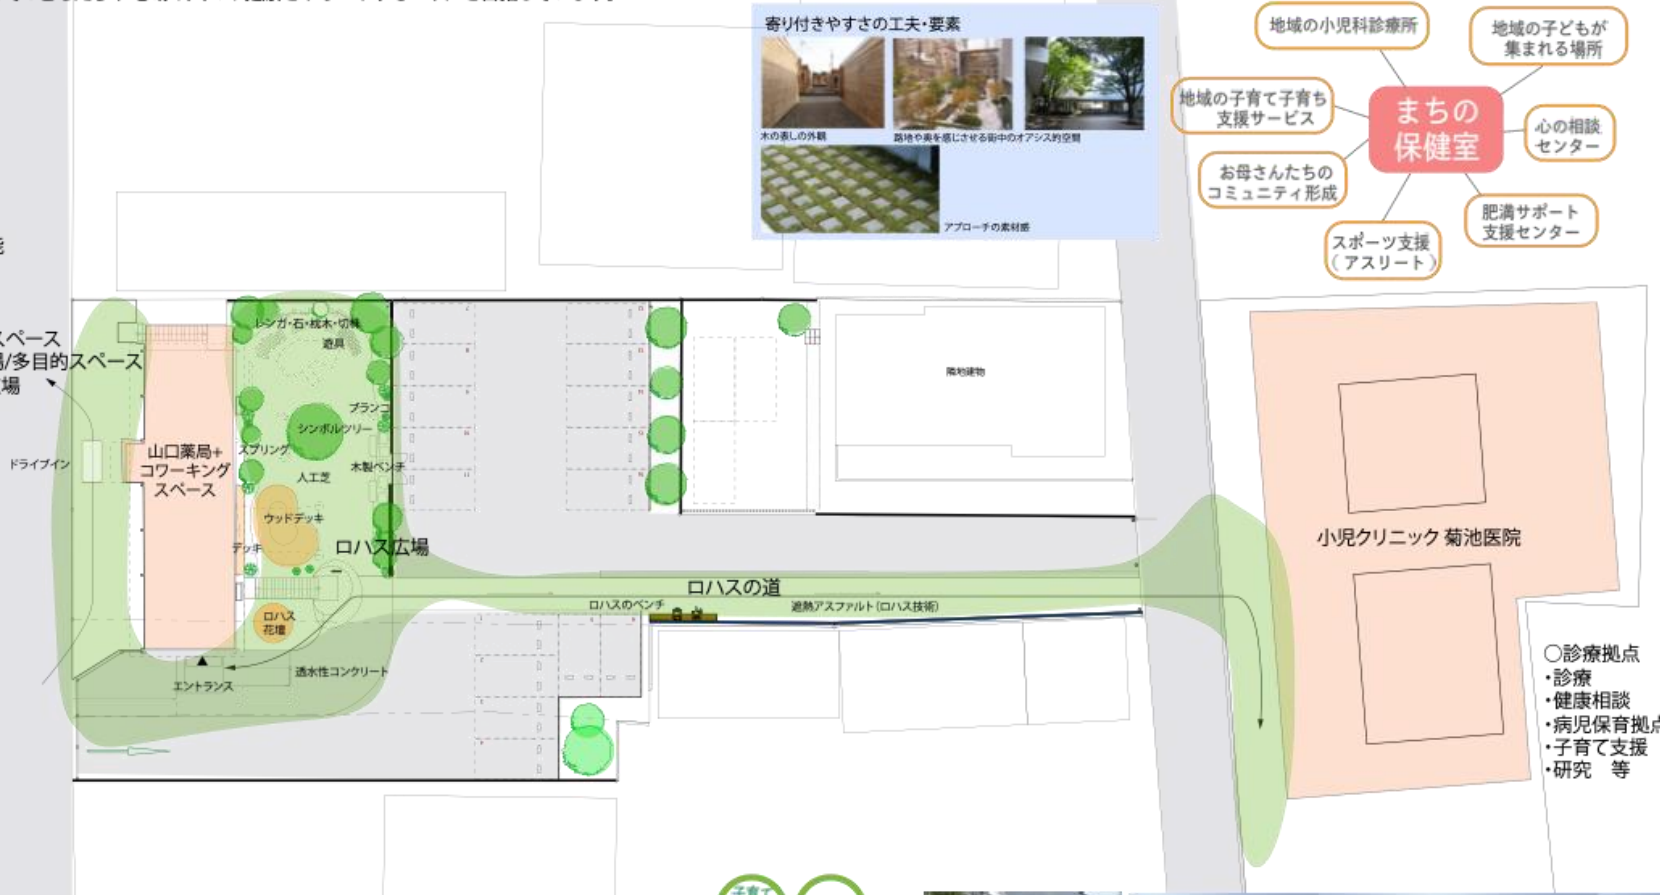 寄り付きやすさの工夫・要素
木の表しの外観
路地や奥を感じさせる街中のオアシス的空間
アプローチの素材感
地域の小児科診療所
地域の子どもが
集まれる場所
地域の子育て子育ち
支援サービス
まちの
保健室
心の相談
センター
お母さんたちの
コミュニティ形成
肥満サポート
支援センター
スポーツ支援
(アスリート)
スペース
場/多目的スペース
場
ドライブイン
山口薬局+
コワーキング
スペース
レンガ・石・枕木・切株
遊具
ブランコ
シンボルツリー
スプリング
木製ベンチ
人工芝
ウッドデッキ
デッキ
ロハス広場
ロハス
花壇
エントランス
透水性コンクリート
隣地建物
ロハスの道
ロハスのベンチ
遮熱アスファルト(ロハス技術)
小児クリニック 菊池医院
〇診療拠点
・診療
・健康相談
・病児保育拠点
・子育て支援
・研究　等
子育て